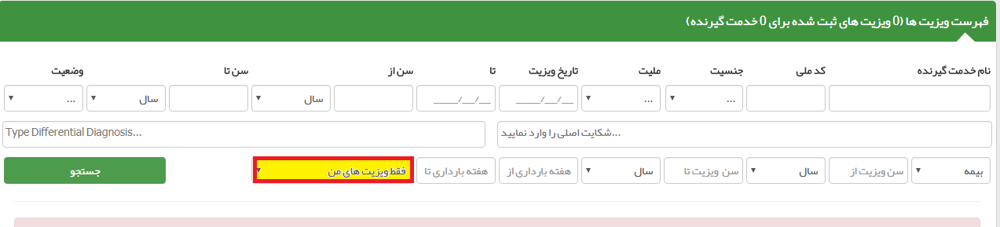 فهرست ویزیت ها (0 ویزیت های ثبت شده برای 0 خدمت گیرنده)
نام خدمت گیرنده کد ملی جنسیت ملیت تاریخ ویزیت تا سن از سن تا وضعیت
... ... __/__/____ __/__/____ سال سال ...
شکایت اصلی را وارد نمایید... Type Differential Diagnosis...
بیمه سن ویزیت از سال سن ویزیت تا سال هفته بارداری از هفته بارداری تا فقط ویزیت های من جستجو